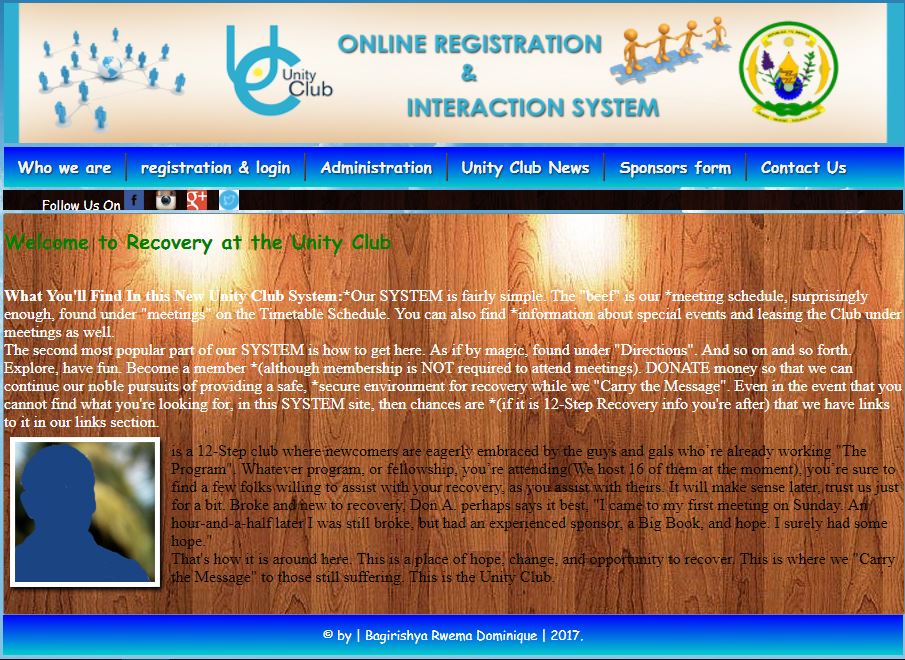 Unity
Club
ONLINE REGISTRATION
&
INTERACTION SYSTEM
Who we are
registration & login
Administration
Unity Club News
Sponsors form
Contact Us
Follow Us On
Welcome to Recovery at the Unity Club
What You'll Find In this New Unity Club System:*Our SYSTEM is fairly simple. The "beef" is our *meeting schedule, surprisingly
enough, found under "meetings" on the Timetable Schedule. You can also find *information about special events and leasing the Club under
meetings as well.
The second most popular part of our SYSTEM is how to get here. As if by magic, found under "Directions". And so on and so forth.
Explore, have fun. Become a member *(although membership is NOT required to attend meetings). DONATE money so that we can
continue our noble pursuits of providing a safe, *secure environment for recovery while we "Carry the Message". Even in the event that you
cannot find what you're looking for, in this SYSTEM site, then chances are *(if it is 12-Step Recovery info you're after) that we have links
to it in our links section.
is a 12-Step club where newcomers are eagerly embraced by the guys and gals who're already working "The
Program". Whatever program, or fellowship, you're attending(We host 16 of them at the moment), you're sure to
find a few folks willing to assist with your recovery, as you assist with theirs. It will make sense later, trust us just
for a bit. Broke and new to recovery, Don A. perhaps says it best, "I came to my first meeting on Sunday. An
hour-and-a-half later I was still broke, but had an experienced sponsor, a Big Book, and hope. I surely had some
hope."
That's how it is around here. This is a place of hope, change, and opportunity to recover. This is where we "Carry
the Message" to those still suffering. This is the Unity Club.
© by | Bagirishya Rwema Dominique | 2017.